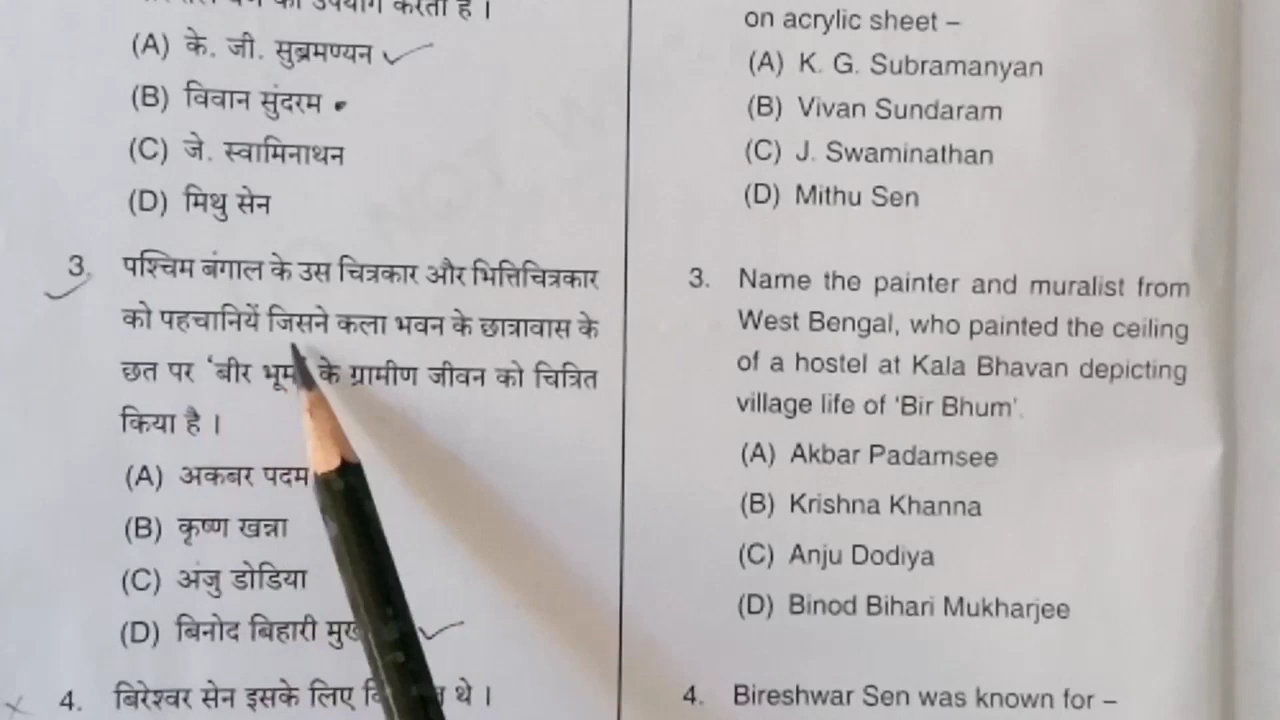 उपयोग करता है ।
(A) के. जी. सुब्रमण्यन
(B) विवान सुंदरम
(C) जे. स्वामिनाथन
(D) मिथु सेन
3. पश्चिम बंगाल के उस चित्रकार और भित्तिचित्रकार
को पहचानियें जिसने कला भवन के छात्रावास के
छत पर ‘बीर भूम’ के ग्रामीण जीवन को चित्रित
किया है ।
(A) अकबर पदम
(B) कृष्ण खन्ना
(C) अंजु डोडिया
(D) बिनोद बिहारी
4. बिरेश्वर सेन इसके लिए थे ।
on acrylic sheet –
(A) K. G. Subramanyan
(B) Vivan Sundaram
(C) J. Swaminathan
(D) Mithu Sen
3. Name the painter and muralist from
West Bengal, who painted the ceiling
of a hostel at Kala Bhavan depicting
village life of ‘Bir Bhum’.
(A) Akbar Padamsee
(B) Krishna Khanna
(C) Anju Dodiya
(D) Binod Bihari Mukharjee
4. Bireshwar Sen was known for –